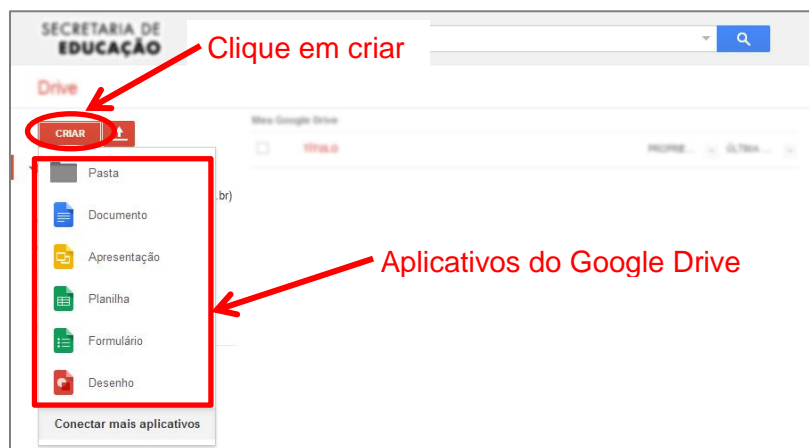 SECRETARIA DE
EDUCAÇÃO
Clique em criar
Drive
CRIAR
Meu Google Drive
TÍTULO
PROPRIE... ÚLTIMA ...
Pasta
.br)
Documento
Apresentação
Aplicativos do Google Drive
Planilha
Formulário
Desenho
Conectar mais aplicativos